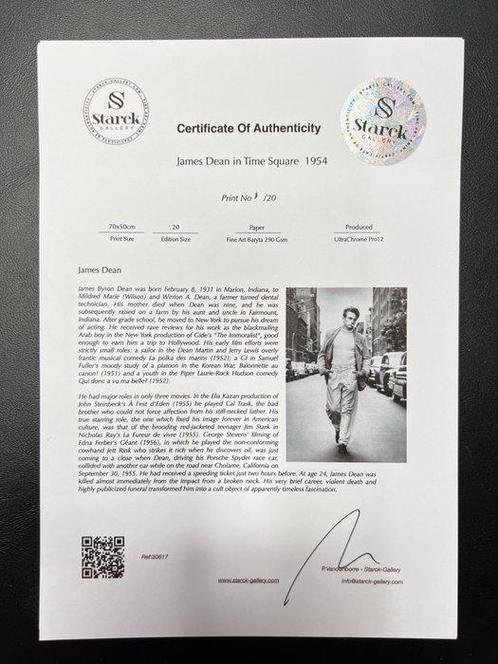 STARCK-GALLERY.COM
SS
Starck
GALLERY
CERTIFICATE OF AUTHENTICITY
SS
Starck
GALLERY
Certificate Of Authenticity
James Dean in Time Square 1954
Print No 1 /20
70x50cm 20 Paper Produced
Print Size Edition Size Fine Art Baryta 290 Gsm UltraChrome Pro12
James Dean
James Byron Dean was born February 8, 1931 in Marion, Indiana, to
Mildred Marie (Wilson) and Winton A. Dean, a farmer turned dental
technician. His mother died when Dean was nine, and he was
subsequently raised on a farm by his aunt and uncle in Fairmount,
Indiana. After grade school, he moved to New York to pursue his dream
of acting. He received rave reviews for his work as the blackmailing
Arab boy in the New York production of Gide's "The Immoralist", good
enough to earn him a trip to Hollywood. His early film efforts were
strictly small roles: a sailor in the Dean Martin and Jerry Lewis overly
frantic musical comedy La polka des marins (1952); a GI in Samuel
Fuller's moody study of a platoon in the Korean War, Baïonnette au
canon! (1951) and a youth in the Piper Laurie-Rock Hudson comedy
Qui donc a vu ma belle? (1952).
He had major roles in only three movies. In the Elia Kazan production of
John Steinbeck's À l'est d'Eden (1955) he played Cal Trask, the bad
brother who could not force affection from his stiff-necked father. His
true starring role, the one which fixed his image forever in American
culture, was that of the brooding red-jacketed teenager Jim Stark in
Nicholas Ray's La Fureur de vivre (1955). George Stevens' filming of
Edna Ferber's Géant (1956), in which he played the non-conforming
cowhand Jett Rink who strikes it rich when he discovers oil, was just
coming to a close when Dean, driving his Porsche Spyder race car,
collided with another car while on the road near Cholame, California on
September 30, 1955. He had received a speeding ticket just two hours before. At age 24, James Dean was
killed almost immediately from the impact from a broken neck. His very brief career, violent death and
highly publicized funeral transformed him into a cult object of apparently timeless fascination.
Ref:30617
www.starck-gallery.com
P.Vandenborre - Starck-Gallery
info@starck-gallery.com